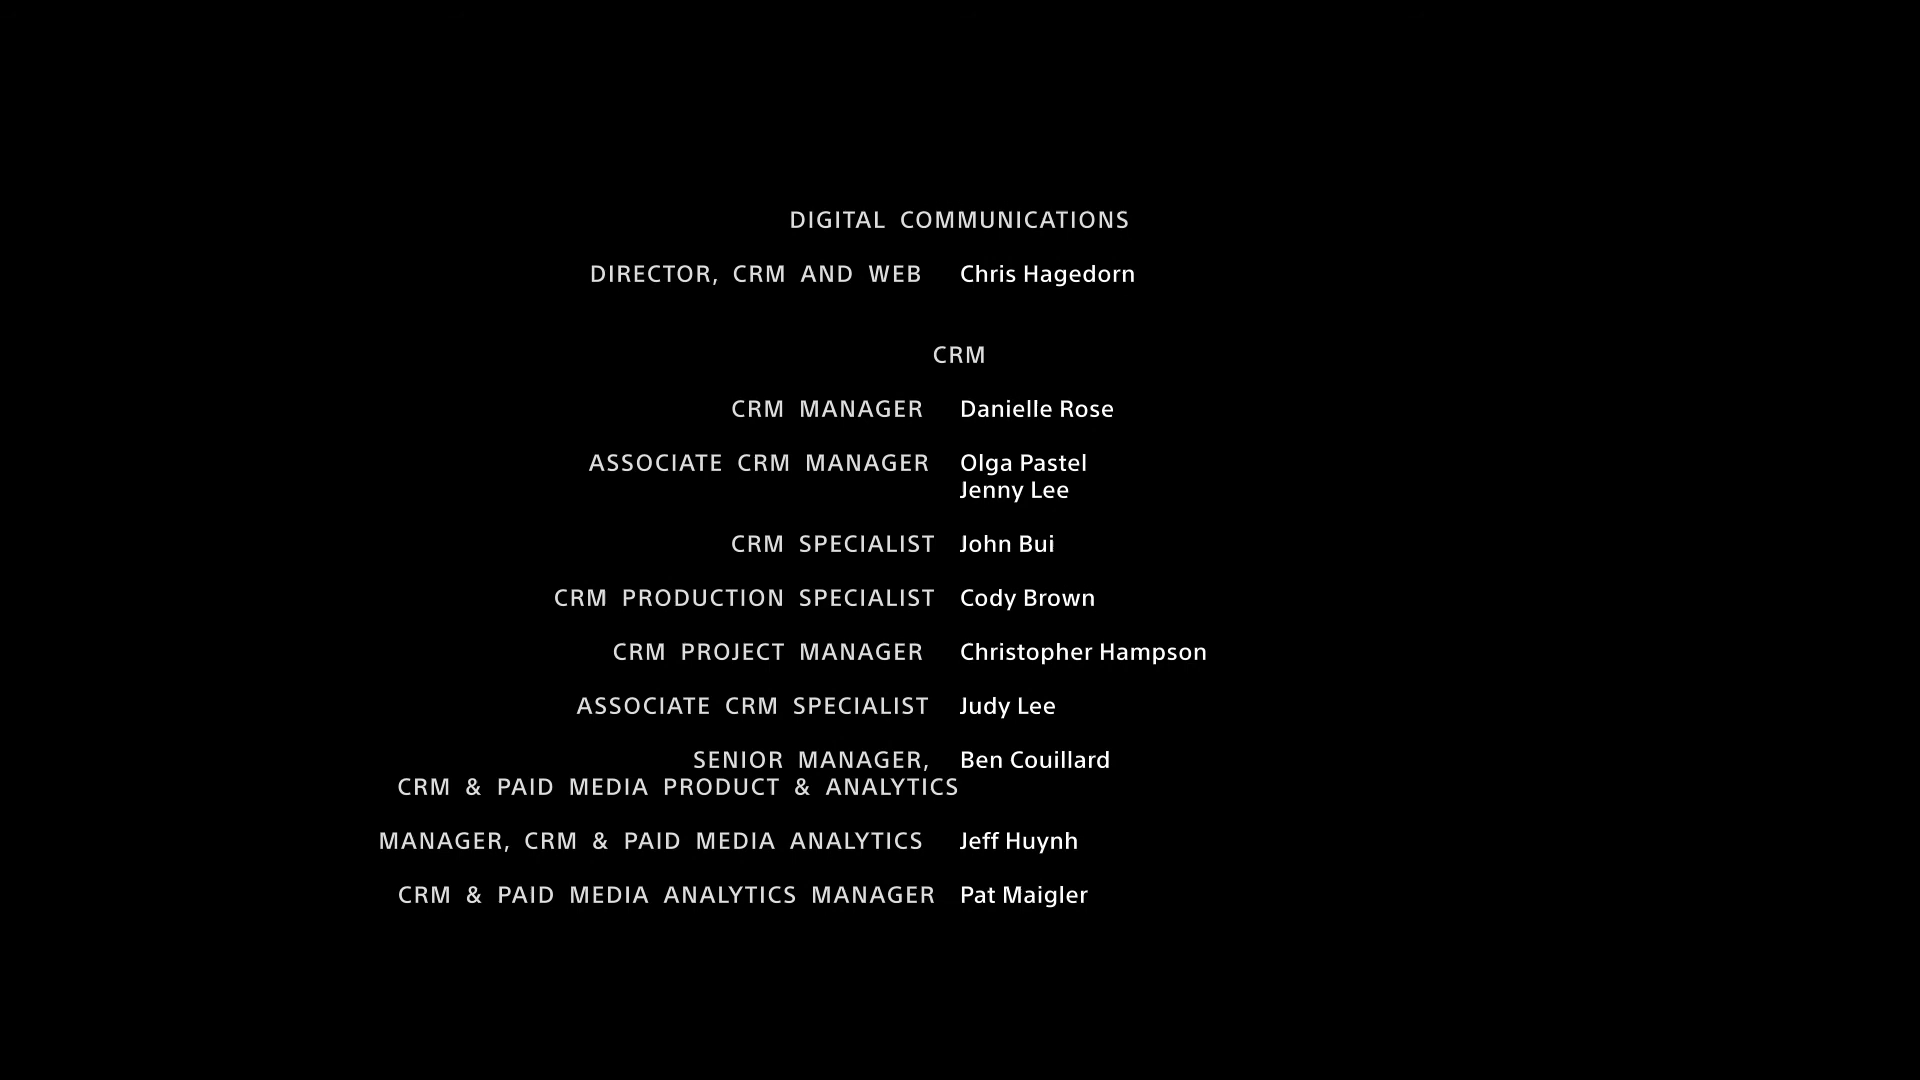 DIGITAL COMMUNICATIONS
DIRECTOR, CRM AND WEB Chris Hagedorn
CRM
CRM MANAGER Danielle Rose
ASSOCIATE CRM MANAGER Olga Pastel
Jenny Lee
CRM SPECIALIST John Bui
CRM PRODUCTION SPECIALIST Cody Brown
CRM PROJECT MANAGER Christopher Hampson
ASSOCIATE CRM SPECIALIST Judy Lee
SENIOR MANAGER, Ben Couillard
CRM & PAID MEDIA PRODUCT & ANALYTICS
MANAGER, CRM & PAID MEDIA ANALYTICS Jeff Huynh
CRM & PAID MEDIA ANALYTICS MANAGER Pat Maigler